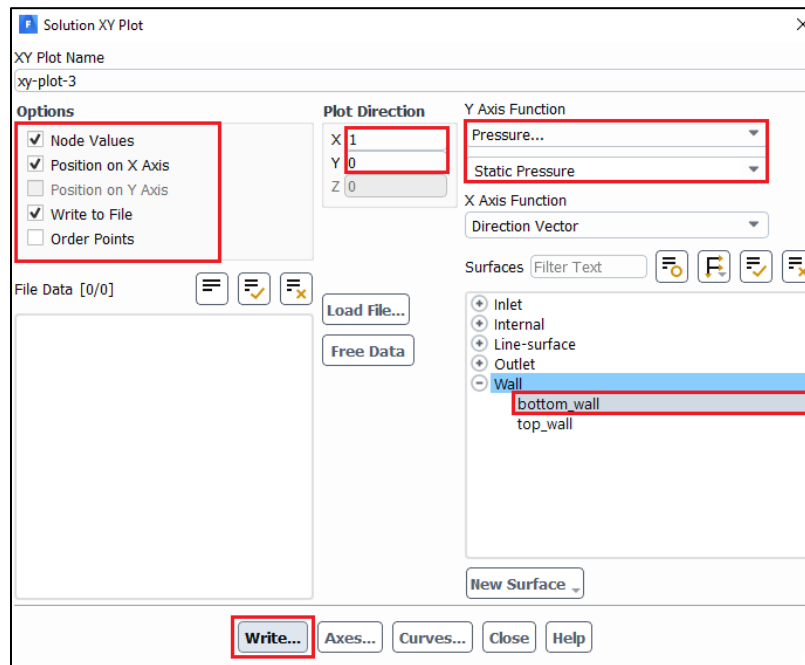 Solution XY Plot
XY Plot Name
xy-plot-3
Options
Node Values
Position on X Axis
Position on Y Axis
Write to File
Order Points
Plot Direction
X 1
Y 0
Z 0
Y Axis Function
Pressure...
Static Pressure
X Axis Function
Direction Vector
File Data [0/0]
Load File...
Free Data
Surfaces Filter Text
Inlet
Internal
Line-surface
Outlet
Wall
bottom_wall
top_wall
New Surface
Write... Axes... Curves... Close Help